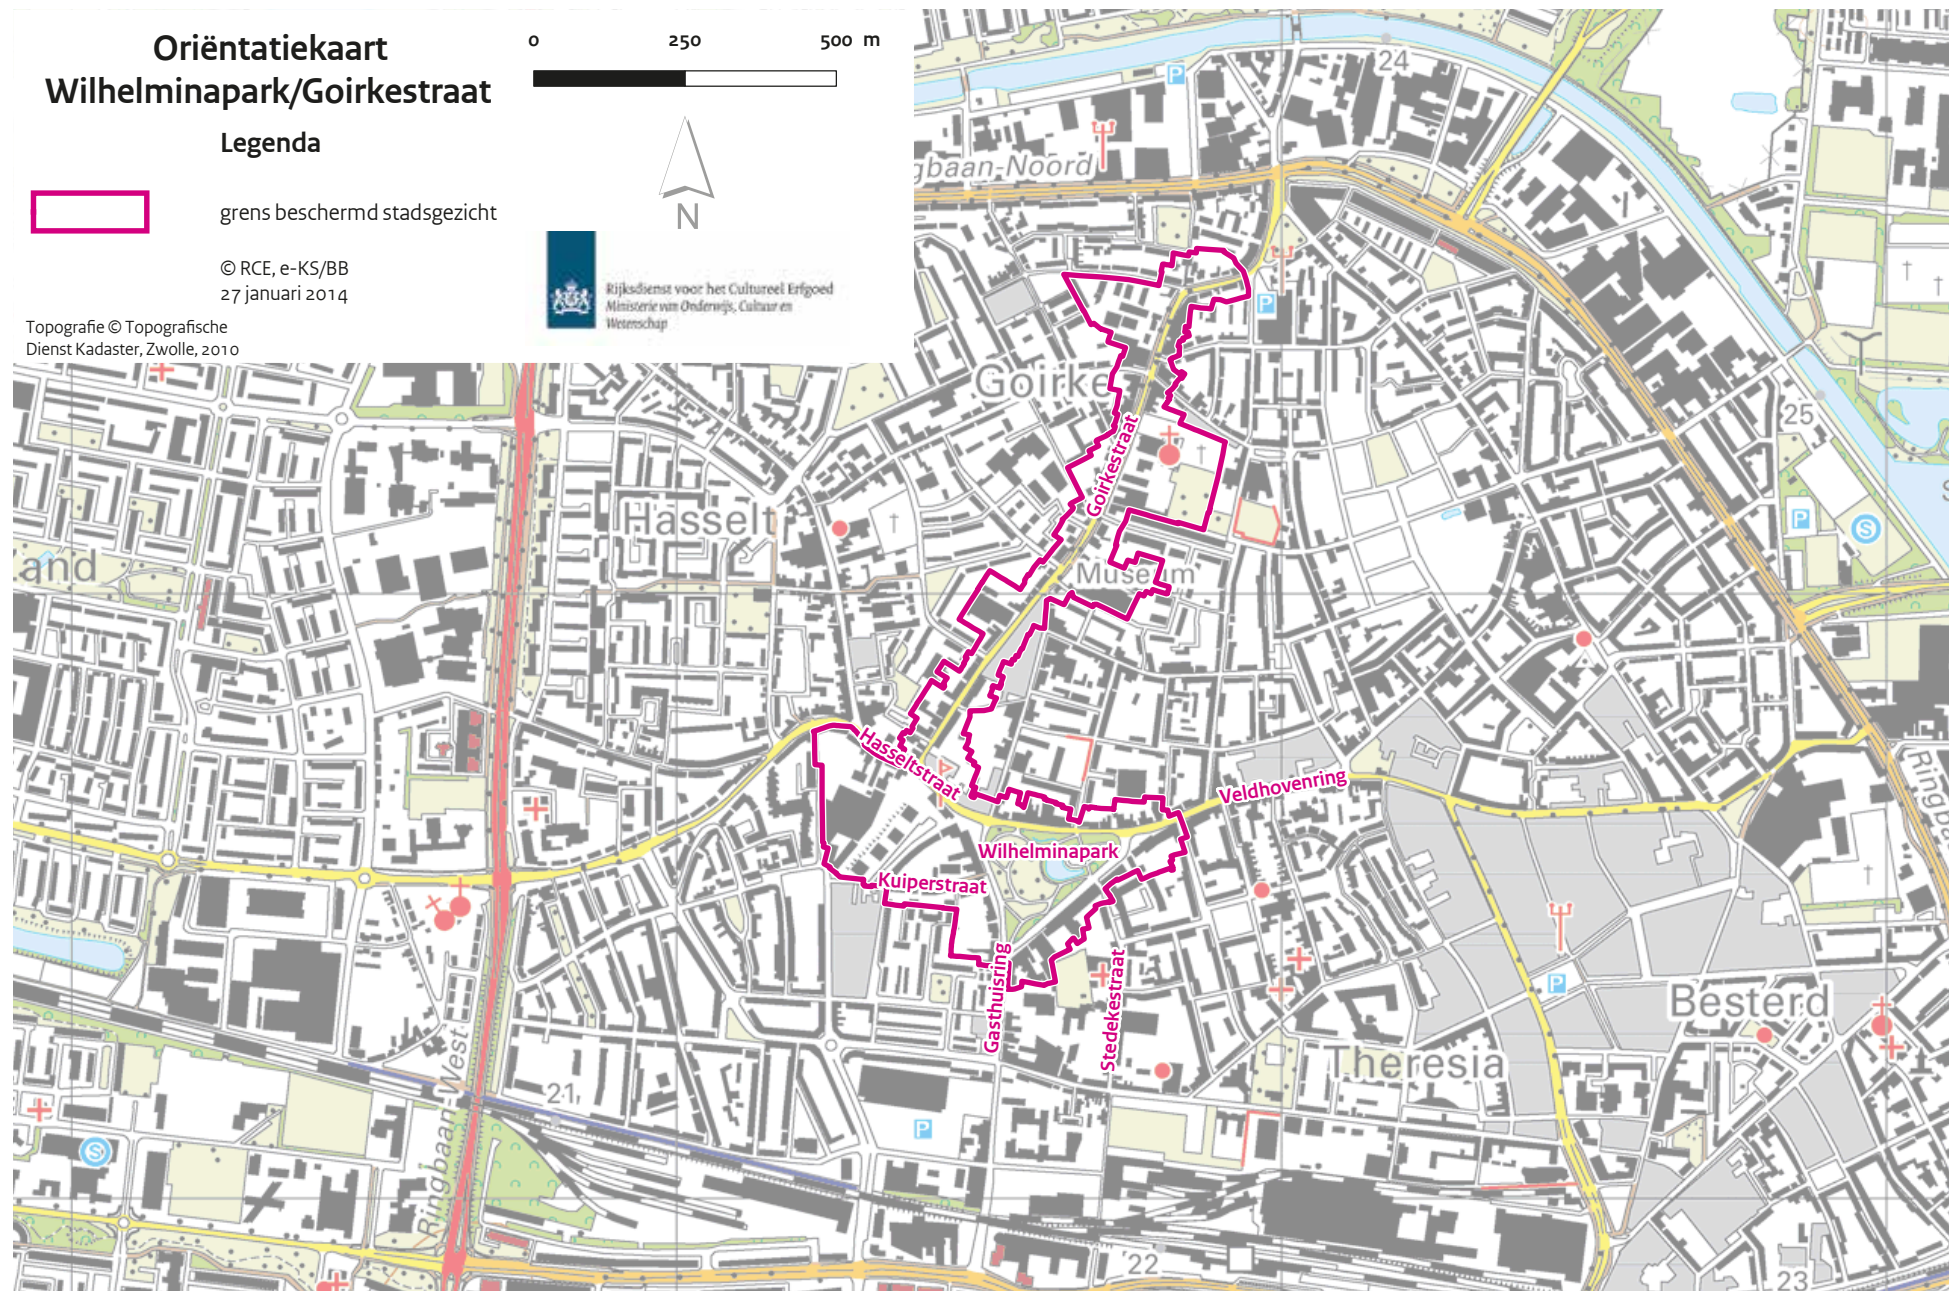 Oriëntatiekaart
Wilhelminapark/Goirkestraat
Legenda
grens beschermd stadsgezicht
© RCE, e-KS/BB
27 januari 2014
Topografie © Topografische
Dienst Kadaster, Zwolle, 2010
0 250 500 m
N
Rijksdienst voor het Cultureel Erfgoed
Ministerie van Onderwijs, Cultuur en
Wetenschap
24
P
gbaan-Noord
P
Goirke
25
Goirkestraat
Hasselt
P
S
and
Museum
Hasseltstraat
Veldhovenring
Ringba
Wilhelminapark
Kuiperstraat
Gasthuisring
Stedekestraat
P
Besterd
Theresia
Ringbaan-West
21
P
S
22
23